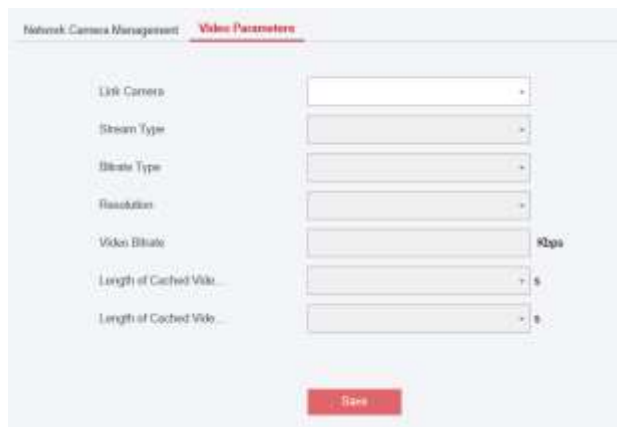 Network Camera Management Video Parameters
Link Camera
Stream Type
Bitrate Type
Resolution
Video Bitrate Kbps
Length of Cached Vide... s
Length of Cached Vide... s
Save